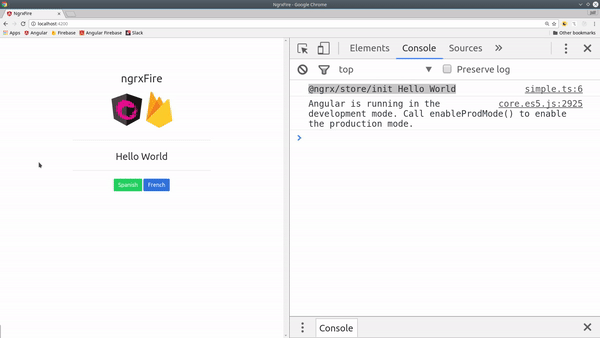 NgrxFire - Google Chrome
NgrxFire
localhost:4200
Apps Angular Firebase Angular Firebase Slack Other bookmarks
ngrxFire
Hello World
Spanish French
Elements Console Sources
top Preserve log
@ngrx/store/init Hello World simple.ts:6
Angular is running in the core.es5.js:2925
development mode. Call enableProdMode() to enable
the production mode.
Console